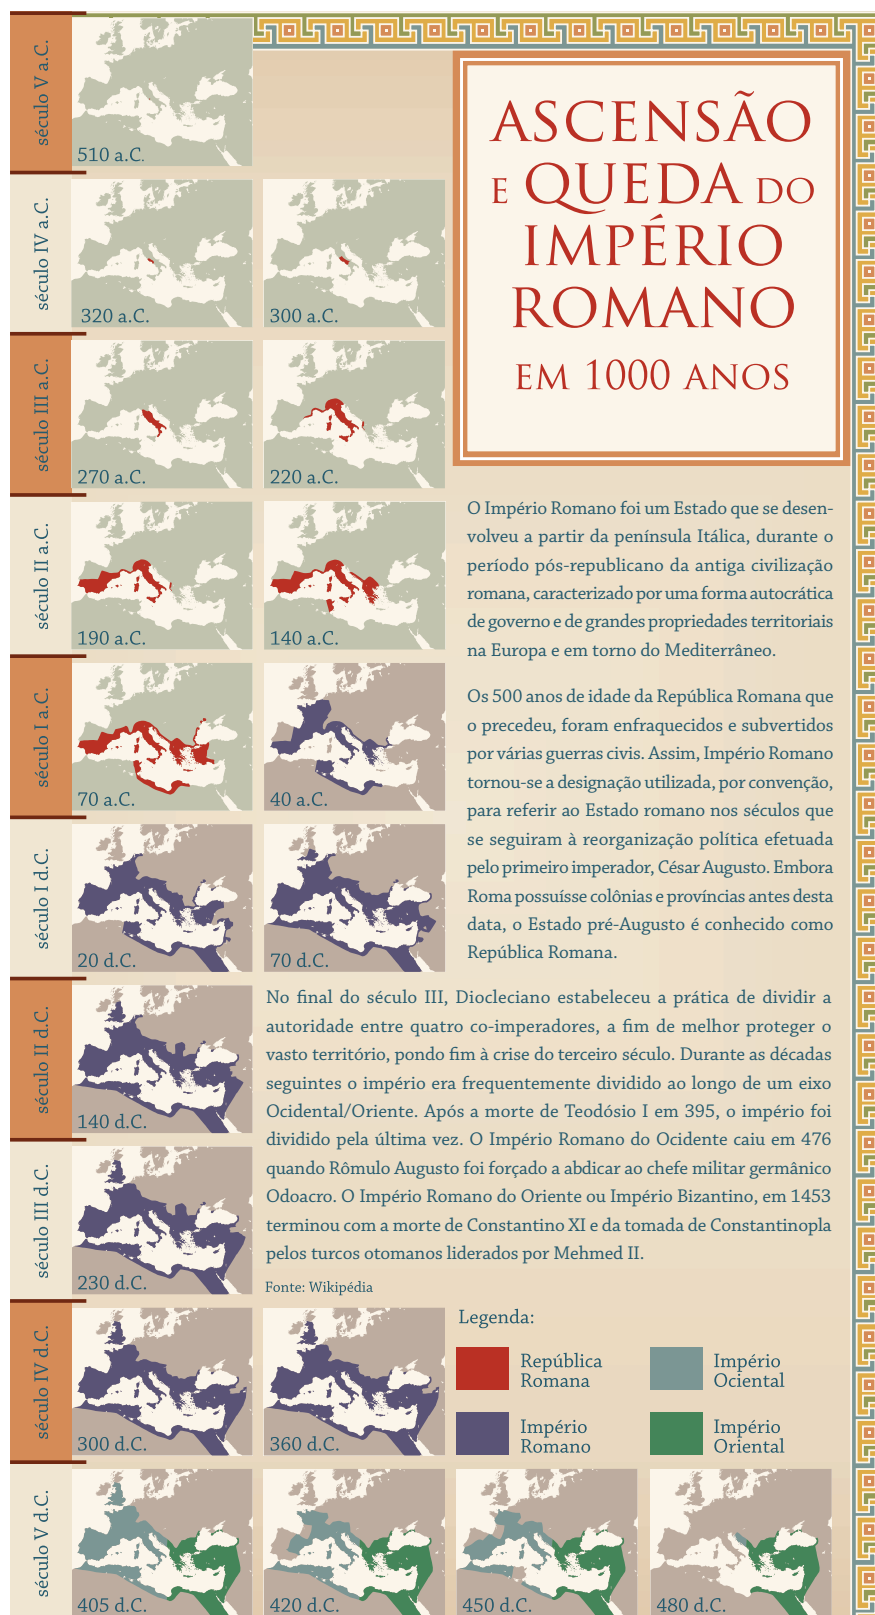 ASCENSÃO
E QUEDA DO
IMPÉRIO
ROMANO
EM 1000 ANOS
século V a.C.
510 a.C.
século IV a.C.
320 a.C.
300 a.C.
século III a.C.
270 a.C.
220 a.C.
século II a.C.
190 a.C.
140 a.C.
século I a.C.
70 a.C.
40 a.C.
século I d.C.
20 d.C.
70 d.C.
século II d.C.
140 d.C.
século III d.C.
230 d.C.
século IV d.C.
300 d.C.
360 d.C.
século V d.C.
405 d.C.
420 d.C.
450 d.C.
480 d.C.
O Império Romano foi um Estado que se desen-
volveu a partir da península Itálica, durante o
período pós-republicano da antiga civilização
romana, caracterizado por uma forma autocrática
de governo e de grandes propriedades territoriais
na Europa e em torno do Mediterrâneo.
Os 500 anos de idade da República Romana que
o precedeu, foram enfraquecidos e subvertidos
por várias guerras civis. Assim, Império Romano
tornou-se a designação utilizada, por convenção,
para referir ao Estado romano nos séculos que
se seguiram à reorganização política efetuada
pelo primeiro imperador, César Augusto. Embora
Roma possuísse colônias e províncias antes desta
data, o Estado pré-Augusto é conhecido como
República Romana.
No final do século III, Diocleciano estabeleceu a prática de dividir a
autoridade entre quatro co-imperadores, a fim de melhor proteger o
vasto território, pondo fim à crise do terceiro século. Durante as décadas
seguintes o império era frequentemente dividido ao longo de um eixo
Ocidental/Oriente. Após a morte de Teodósio I em 395, o império foi
dividido pela última vez. O Império Romano do Ocidente caiu em 476
quando Rômulo Augusto foi forçado a abdicar ao chefe militar germânico
Odoacro. O Império Romano do Oriente ou Império Bizantino, em 1453
terminou com a morte de Constantino XI e da tomada de Constantinopla
pelos turcos otomanos liderados por Mehmed II.
Fonte: Wikipédia
Legenda:
República
Romana
Império
Ociental
Império
Romano
Império
Oriental